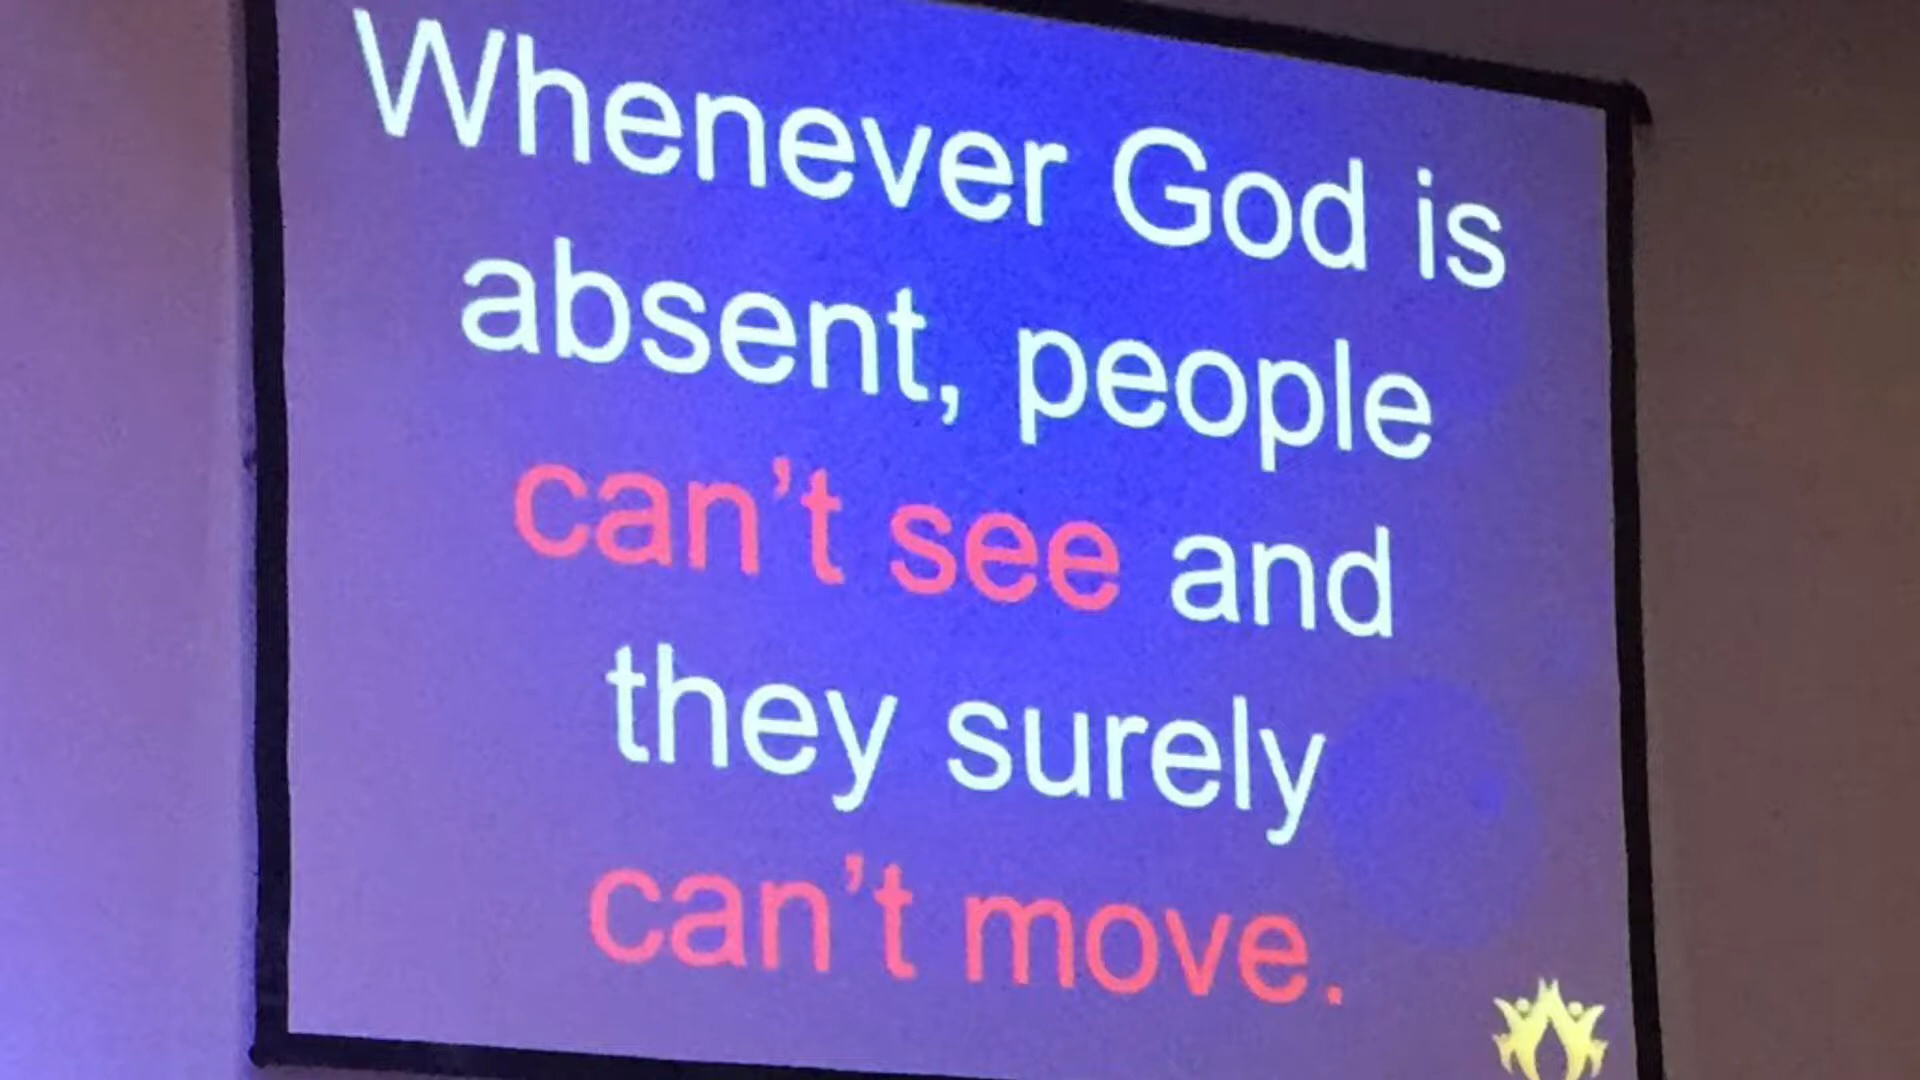 Whenever God is
absent, people
can't see and
they surely
can't move.